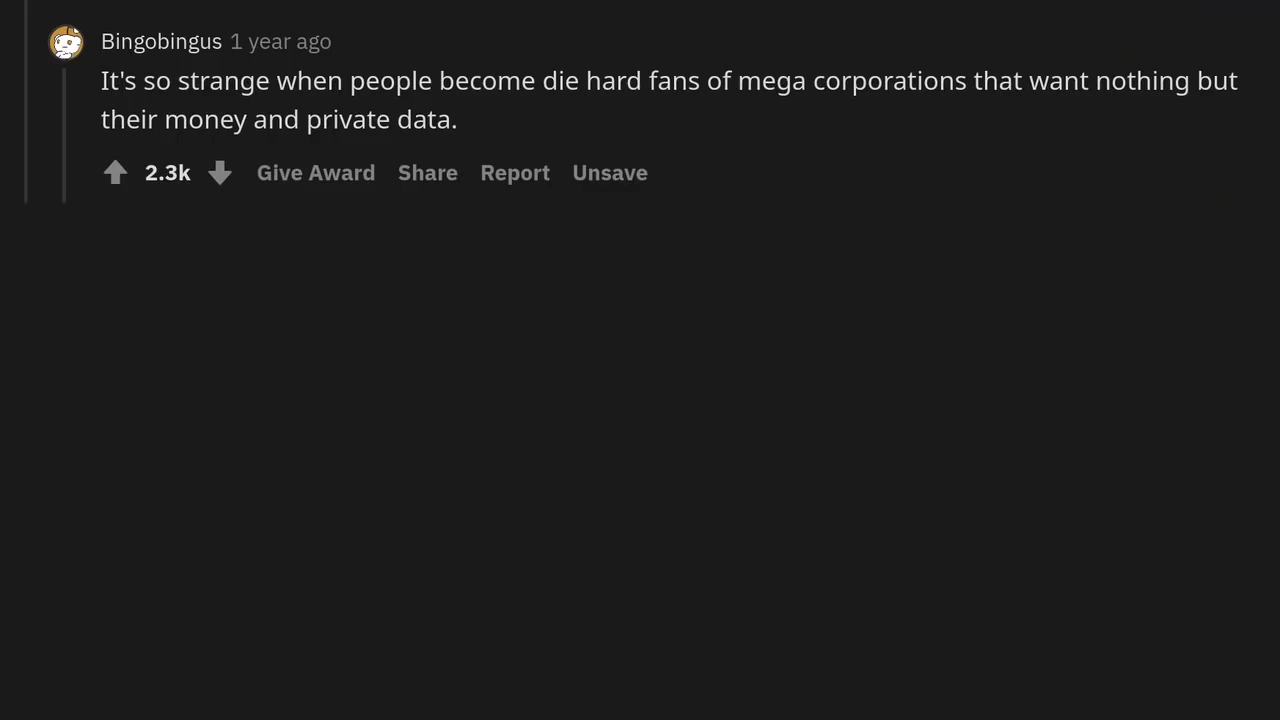 Bingobingus 1 year ago
It's so strange when people become die hard fans of mega corporations that want nothing but
their money and private data.
2.3k Give Award Share Report Unsave